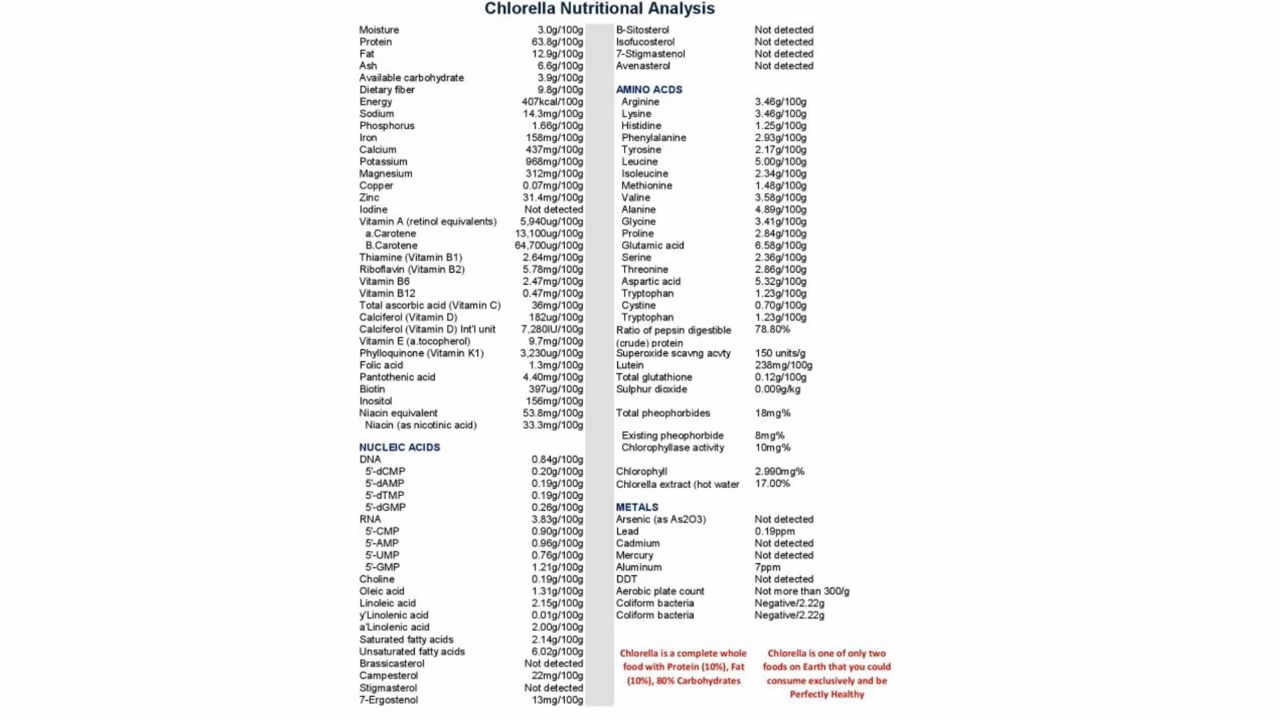 Chlorella Nutritional Analysis
Moisture 3.0g/100g
Protein 63.8g/100g
Fat 12.9g/100g
Ash 6.6g/100g
Available carbohydrate 3.9g/100g
Dietary fiber 9.8g/100g
Energy 407kcal/100g
Sodium 14.3mg/100g
Phosphorus 1.66g/100g
Iron 158mg/100g
Calcium 437mg/100g
Potassium 968mg/100g
Magnesium 312mg/100g
Copper 0.07mg/100g
Zinc 31.4mg/100g
Iodine Not detected
Vitamin A (retinol equivalents) 5,940ug/100g
a.Carotene 13,100ug/100g
B.Carotene 64,700ug/100g
Thiamine (Vitamin B1) 2.64mg/100g
Riboflavin (Vitamin B2) 5.78mg/100g
Vitamin B6 2.47mg/100g
Vitamin B12 0.47mg/100g
Total ascorbic acid (Vitamin C) 36mg/100g
Calciferol (Vitamin D) 182ug/100g
Calciferol (Vitamin D) Int'l unit 7,280IU/100g
Vitamin E (a.tocopherol) 9.7mg/100g
Phylloquinone (Vitamin K1) 3,230ug/100g
Folic acid 1.3mg/100g
Pantothenic acid 4.40mg/100g
Biotin 397ug/100g
Inositol 156mg/100g
Niacin equivalent 53.8mg/100g
Niacin (as nicotinic acid) 33.3mg/100g
NUCLEIC ACIDS
DNA 0.84g/100g
5'-dCMP 0.20g/100g
5'-dAMP 0.19g/100g
5'-dTMP 0.19g/100g
5'-dGMP 0.26g/100g
RNA 3.83g/100g
5'-CMP 0.90g/100g
5'-AMP 0.96g/100g
5'-UMP 0.76g/100g
5'-GMP 1.21g/100g
Choline 0.19g/100g
Oleic acid 1.31g/100g
Linoleic acid 2.15g/100g
y'Linolenic acid 0.01g/100g
a'Linolenic acid 2.00g/100g
Saturated fatty acids 2.14g/100g
Unsaturated fatty acids 6.02g/100g
Brassicasterol Not detected
Campesterol 22mg/100g
Stigmasterol Not detected
7-Ergostenol 13mg/100g
B-Sitosterol Not detected
Isofucosterol Not detected
7-Stigmastenol Not detected
Avenasterol Not detected
AMINO ACDS
Arginine 3.46g/100g
Lysine 3.46g/100g
Histidine 1.25g/100g
Phenylalanine 2.93g/100g
Tyrosine 2.17g/100g
Leucine 5.00g/100g
Isoleucine 2.34g/100g
Methionine 1.48g/100g
Valine 3.58g/100g
Alanine 4.89g/100g
Glycine 3.41g/100g
Proline 2.84g/100g
Glutamic acid 6.58g/100g
Serine 2.36g/100g
Threonine 2.86g/100g
Aspartic acid 5.32g/100g
Tryptophan 1.23g/100g
Cystine 0.70g/100g
Tryptophan 1.23g/100g
Ratio of pepsin digestible 78.80%
(crude) protein
Superoxide scavng acvty 150 units/g
Lutein 238mg/100g
Total glutathione 0.12g/100g
Sulphur dioxide 0.009g/kg
Total pheophorbides 18mg%
Existing pheophorbide 8mg%
Chlorophyllase activity 10mg%
Chlorophyll 2.990mg%
Chlorella extract (hot water 17.00%
METALS
Arsenic (as As2O3) Not detected
Lead 0.19ppm
Cadmium Not detected
Mercury Not detected
Aluminum 7ppm
DDT Not detected
Aerobic plate count Not more than 300/g
Coliform bacteria Negative/2.22g
Coliform bacteria Negative/2.22g
Chlorella is a complete whole
food with Protein (10%), Fat
(10%), 80% Carbohydrates
Chlorella is one of only two
foods on Earth that you could
consume exclusively and be
Perfectly Healthy